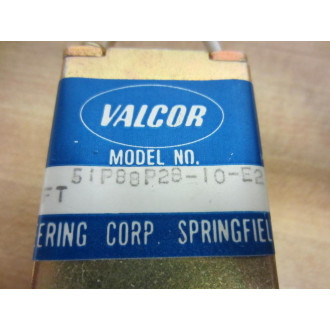 VALCOR
MODEL NO.
51P88P28-10-E2
FT
ERING CORP SPRINGFIEL